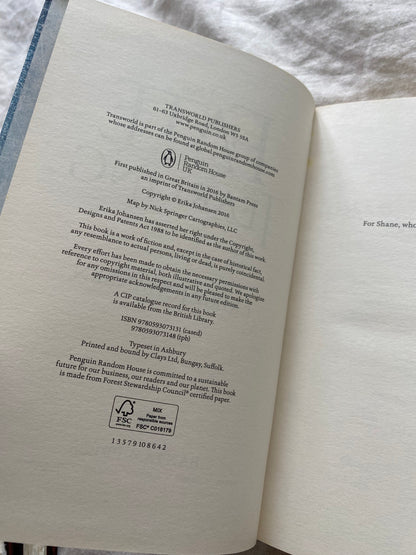 TRANSWORLD PUBLISHERS
61–63 Uxbridge Road, London W5 5SA
www.penguin.co.uk
Transworld is part of the Penguin Random House group of companies
whose addresses can be found at global.penguinrandomhouse.com
Penguin
Random House
UK
First published in Great Britain in 2016 by Bantam Press
an imprint of Transworld Publishers
Copyright © Erika Johansen 2016
Map by Nick Springer Cartographies, LLC
Erika Johansen has asserted her right under the Copyright,
Designs and Patents Act 1988 to be identified as the author of this work.
This book is a work of fiction and, except in the case of historical fact,
any resemblance to actual persons, living or dead, is purely coincidental.
Every effort has been made to obtain the necessary permissions with
reference to copyright material, both illustrative and quoted. We apologize
for any omissions in this respect and will be pleased to make the
appropriate acknowledgements in any future edition.
A CIP catalogue record for this book
is available from the British Library.
ISBN 9780593073131 (cased)
9780593073148 (tpb)
Typeset in Ashbury
Printed and bound by Clays Ltd, Bungay, Suffolk.
Penguin Random House is committed to a sustainable
future for our business, our readers and our planet. This book
is made from Forest Stewardship Council® certified paper.
FSC
www.fsc.org
MIX
Paper from
responsible sources
FSC® C018179
1 3 5 7 9 10 8 6 4 2
For Shane, who